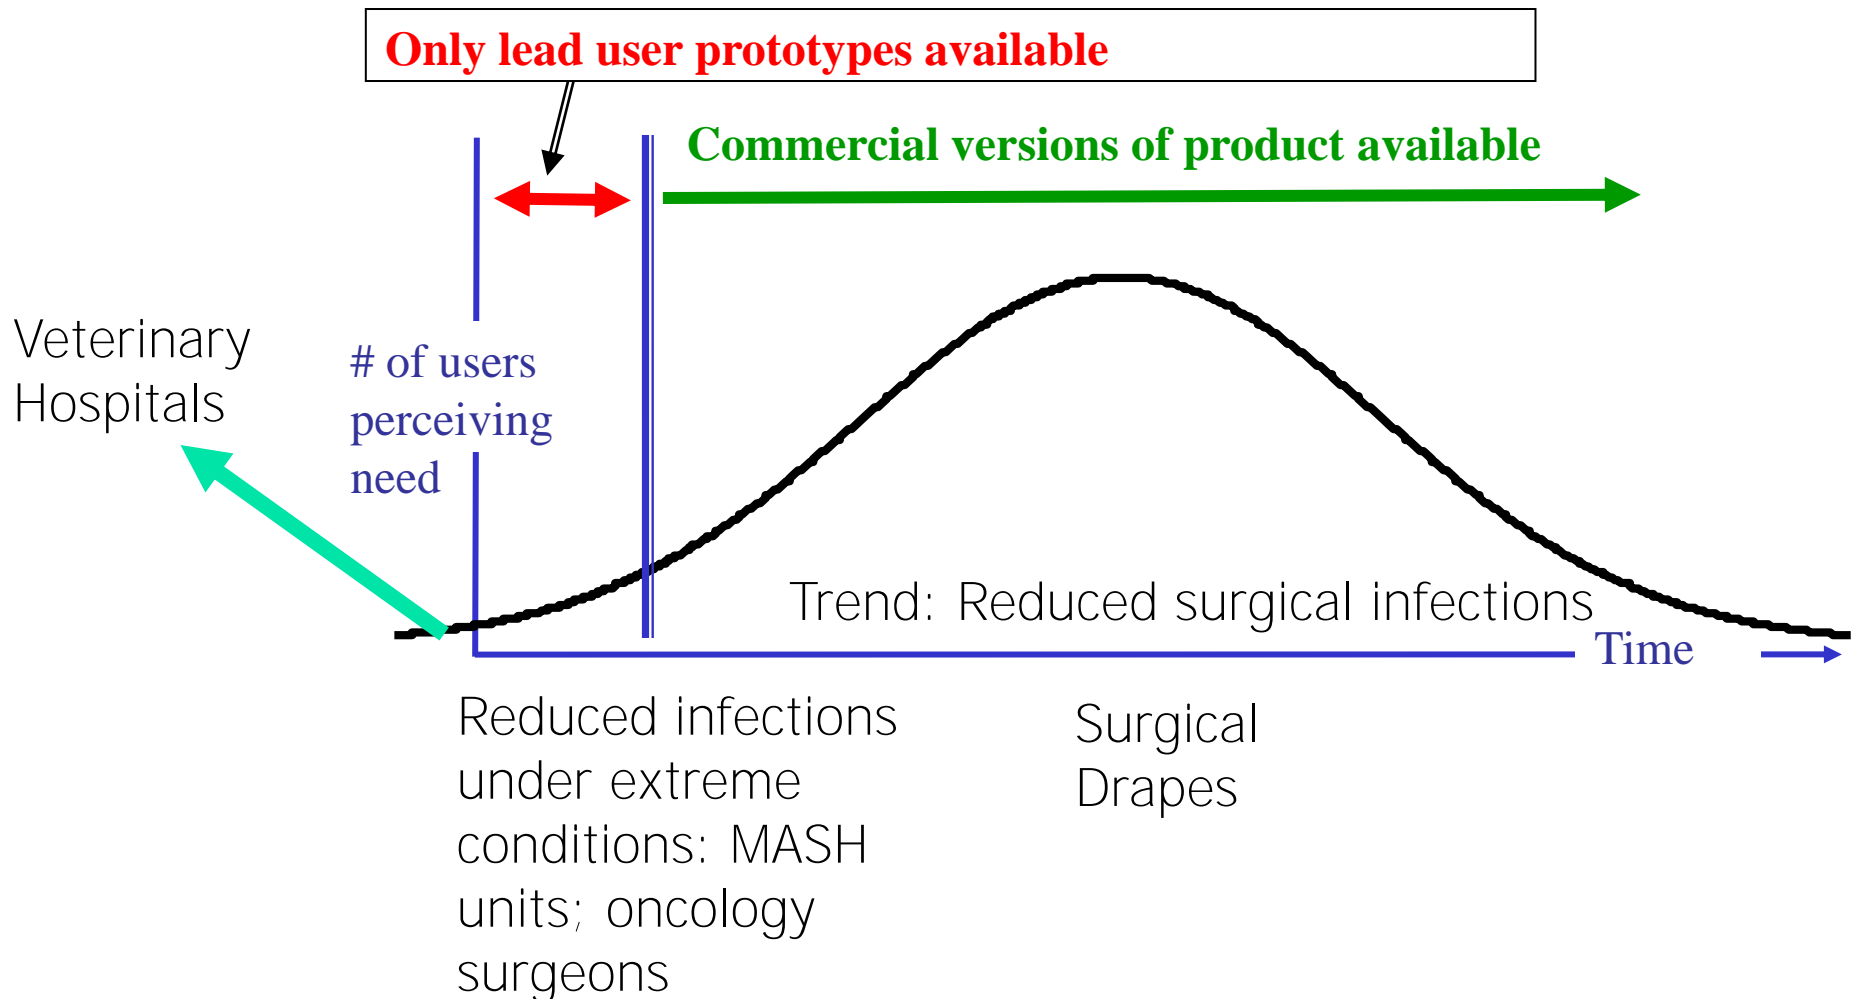 Only lead user prototypes available
Commercial versions of product available
Veterinary
Hospitals
# of users
perceiving
need
Trend: Reduced surgical infections
Time
Reduced infections
under extreme
conditions: MASH
units; oncology
surgeons
Surgical
Drapes